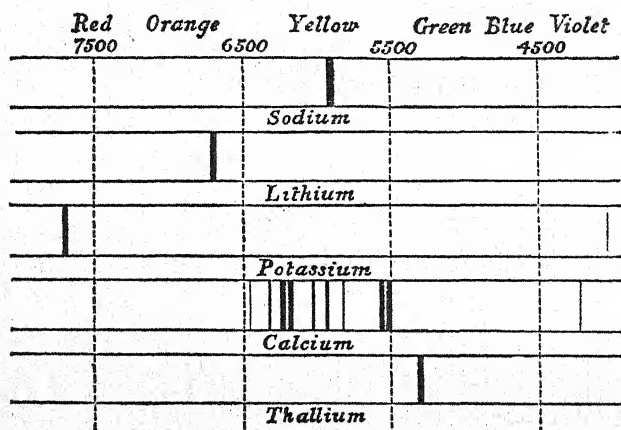 Red Orange Yellow Green Blue Violet
7500 6500 5500 4500
Sodium
Lithium
Potassium
Calcium
Thallium